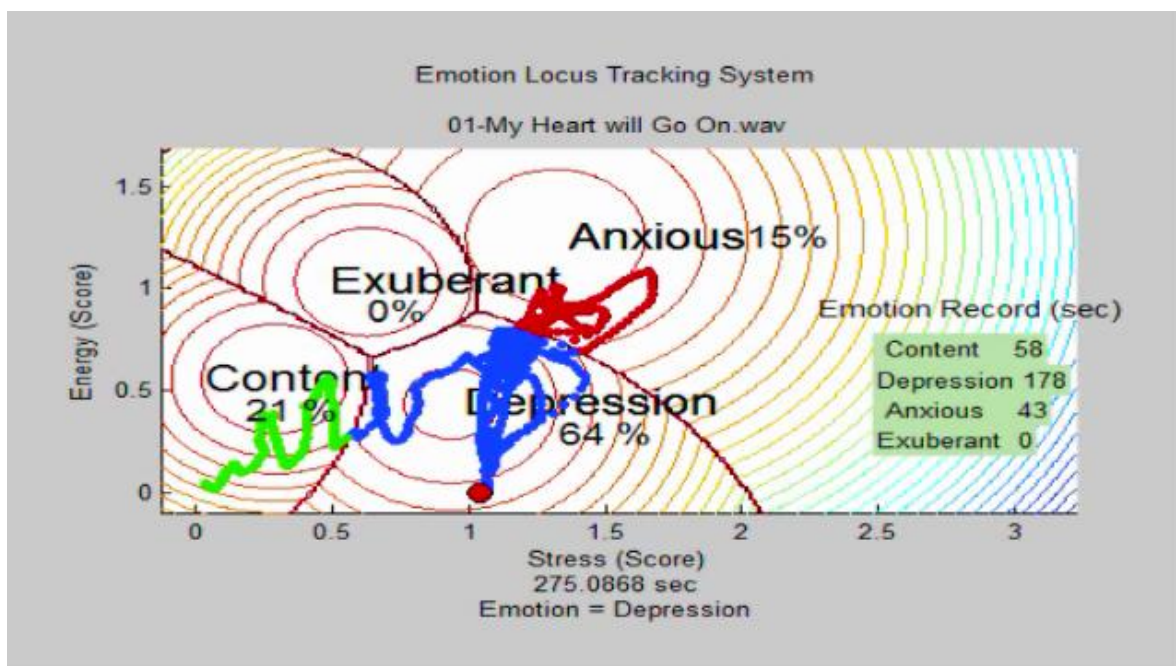 Emotion Locus Tracking System
01-My Heart will Go On.wav
1.5
1
0.5
0
Energy (Score)
Anxious 15%
Exuberant
0%
Content
21 %
Depression
64 %
Emotion Record (sec)
Content 58
Depression 178
Anxious 43
Exuberant 0
0 0.5 1 1.5 2 2.5 3
Stress (Score)
275.0868 sec
Emotion = Depression